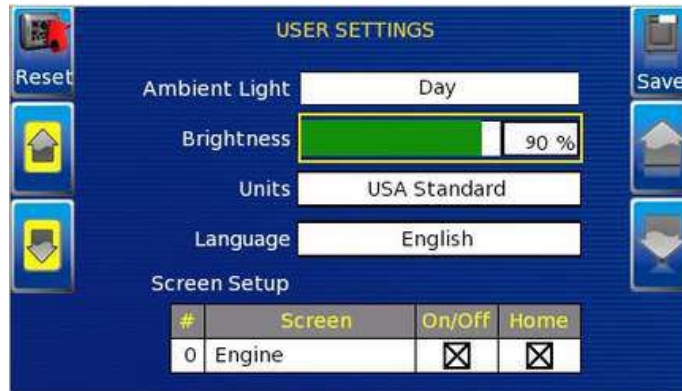 USER SETTINGS
Reset
Save
Ambient Light Day
Brightness 90 %
Units USA Standard
Language English
Screen Setup
# Screen On/Off Home
0 Engine